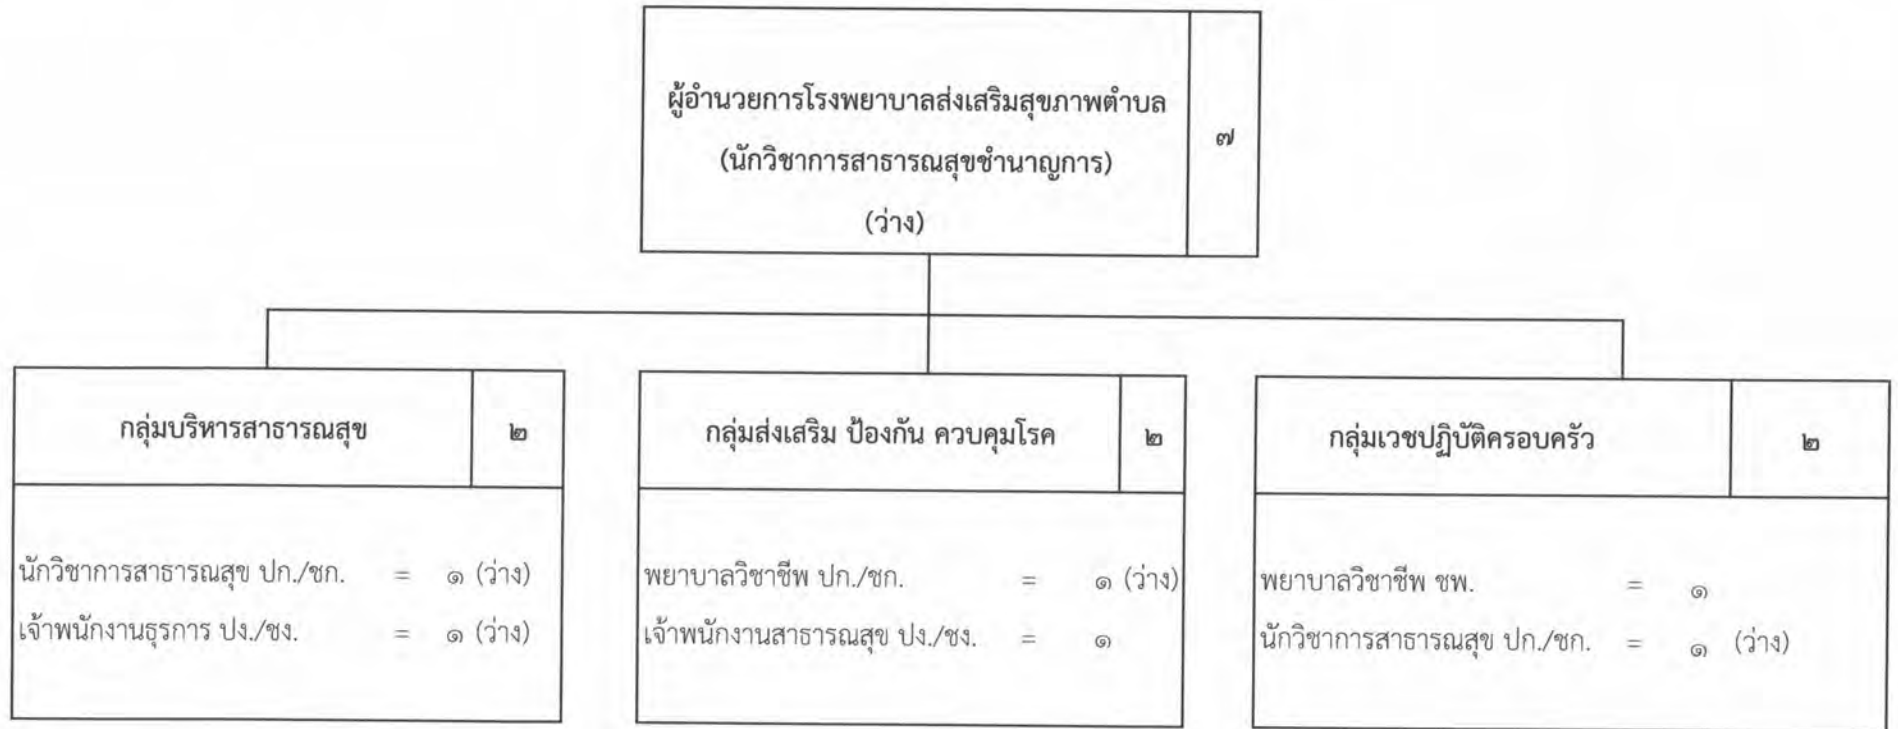 ผู้อำนวยการโรงพยาบาลส่งเสริมสุขภาพตำบล
(นักวิชาการสาธารณสุขชำนาญการ)
(ว่าง)
๗
กลุ่มบริหารสาธารณสุข ๒
นักวิชาการสาธารณสุข ปก./ชก. = ๑ (ว่าง)
เจ้าพนักงานธุรการ ปง./ชง. = ๑ (ว่าง)
กลุ่มส่งเสริม ป้องกัน ควบคุมโรค ๒
พยาบาลวิชาชีพ ปก./ชก. = ๑ (ว่าง)
เจ้าพนักงานสาธารณสุข ปง./ชง. = ๑
กลุ่มเวชปฏิบัติครอบครัว ๒
พยาบาลวิชาชีพ ชพ. = ๑
นักวิชาการสาธารณสุข ปก./ชก. = ๑ (ว่าง)